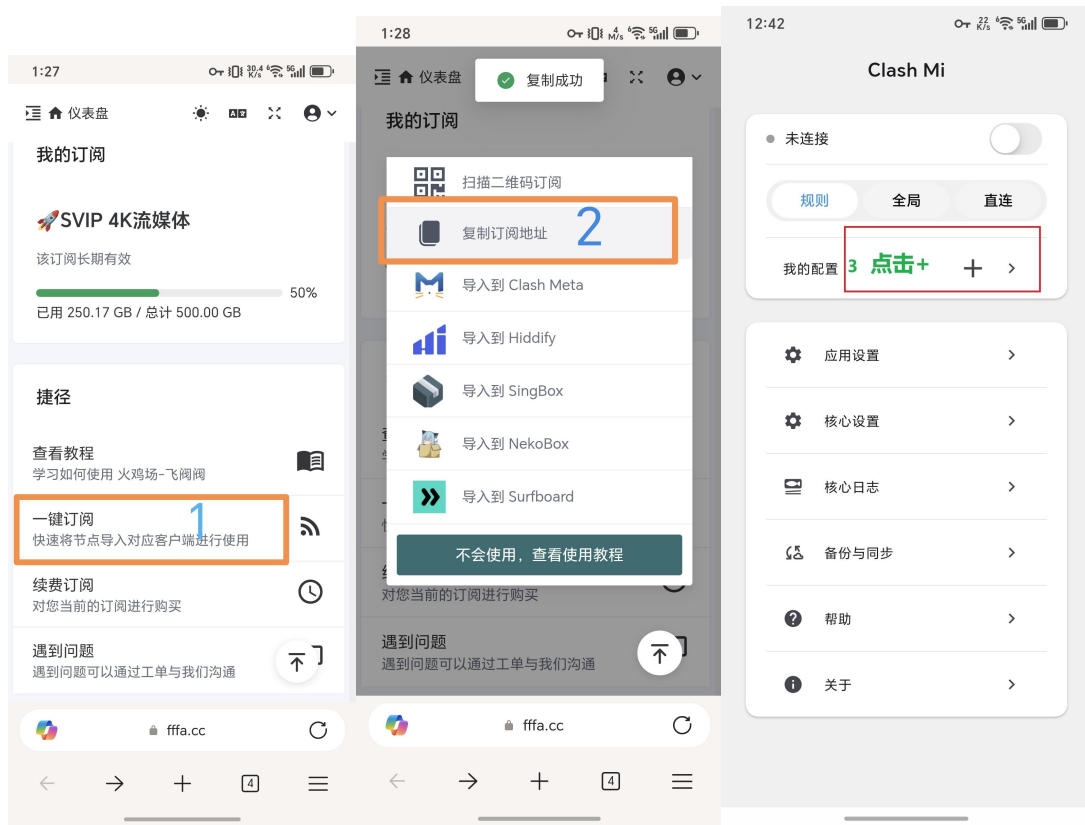 1:27
30.4 K/s
5G
仪表盘
我的订阅
🚀SVIP 4K流媒体
该订阅长期有效
50%
已用 250.17 GB / 总计 500.00 GB
捷径
查看教程
学习如何使用 火鸡场-飞阀阀
一键订阅
1
快速将节点导入对应客户端进行使用
续费订阅
对您当前的订阅进行购买
遇到问题
遇到问题可以通过工单与我们沟通
fffa.cc
4
1:28
4 M/s
5G
仪表盘
复制成功
我的订阅
扫描二维码订阅
复制订阅地址
2
导入到 Clash Meta
导入到 Hiddify
导入到 SingBox
导入到 NekoBox
导入到 Surfboard
不会使用，查看使用教程
对您当前的订阅进行购买
遇到问题
遇到问题可以通过工单与我们沟通
fffa.cc
4
12:42
22 K/s
5G
Clash Mi
未连接
规则
全局
直连
我的配置
3 点击+
应用设置
核心设置
核心日志
备份与同步
帮助
关于